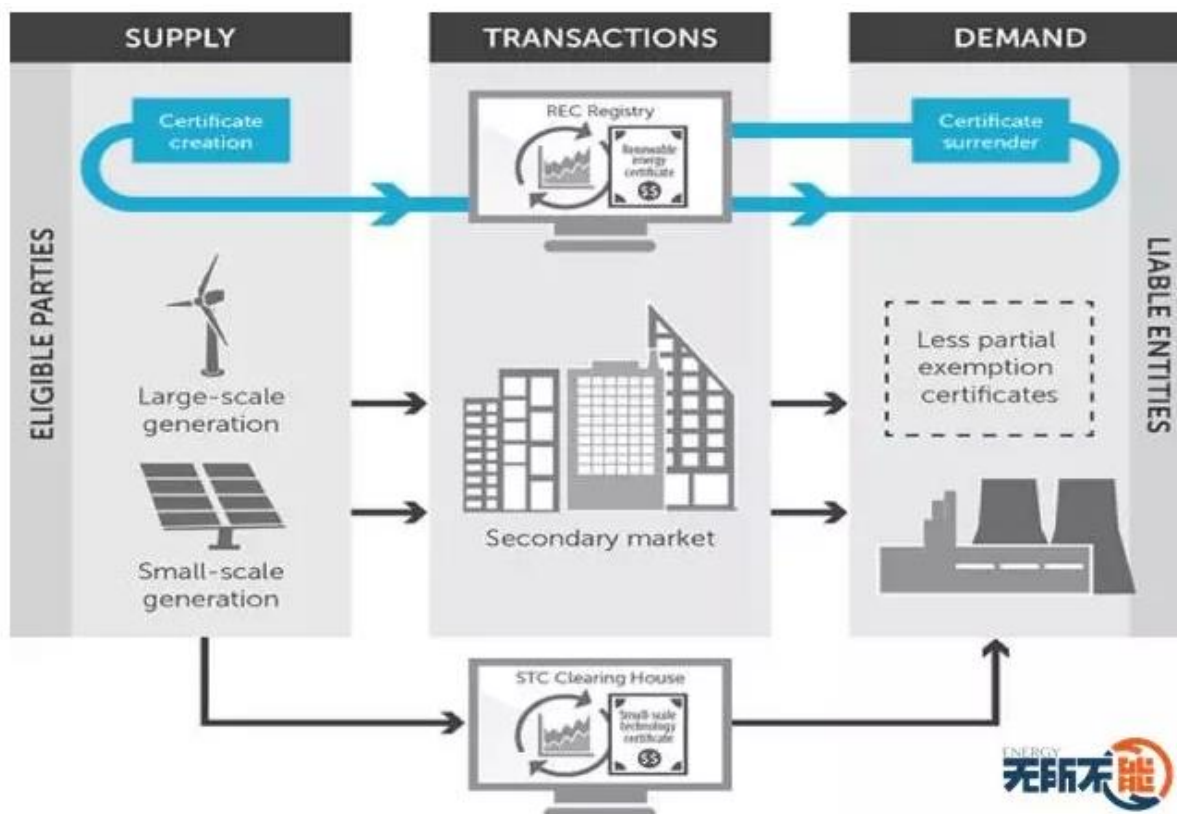 SUPPLY
TRANSACTIONS
DEMAND
Certificate
creation
REC Registry
Renewable
energy
certificate
$$
Certificate
surrender
ELIGIBLE PARTIES
LIABLE ENTITIES
Large-scale
generation
Small-scale
generation
Secondary market
Less partial
exemption
certificates
STC Clearing House
Small-scale
technology
certificate
$$
ENERGY
无所不能